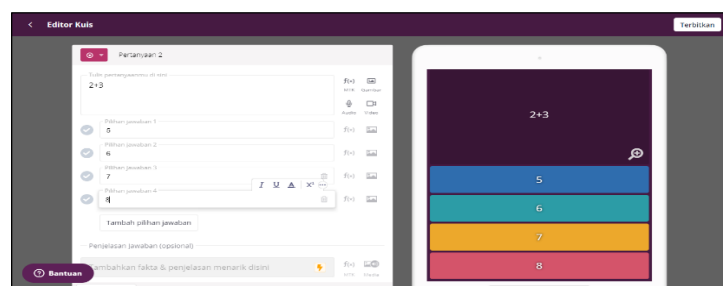 < Editor Kuis
Terbitkan
Pertanyaan 2
Tulis pertanyaanmu di sini
2+3
f(x)
Audio Video
Pilihan jawaban 1
5
f(x)
Pilihan jawaban 2
6
f(x)
Pilihan jawaban 3
7
f(x)
I U A X² ...
Pilihan jawaban 4
8
f(x)
Tambah pilihan jawaban
Penjelasan Jawaban (opsional)
Tambahkan fakta & penjelasan menarik disini
f(x)
Media
Bantuan
2+3
5
6
7
8